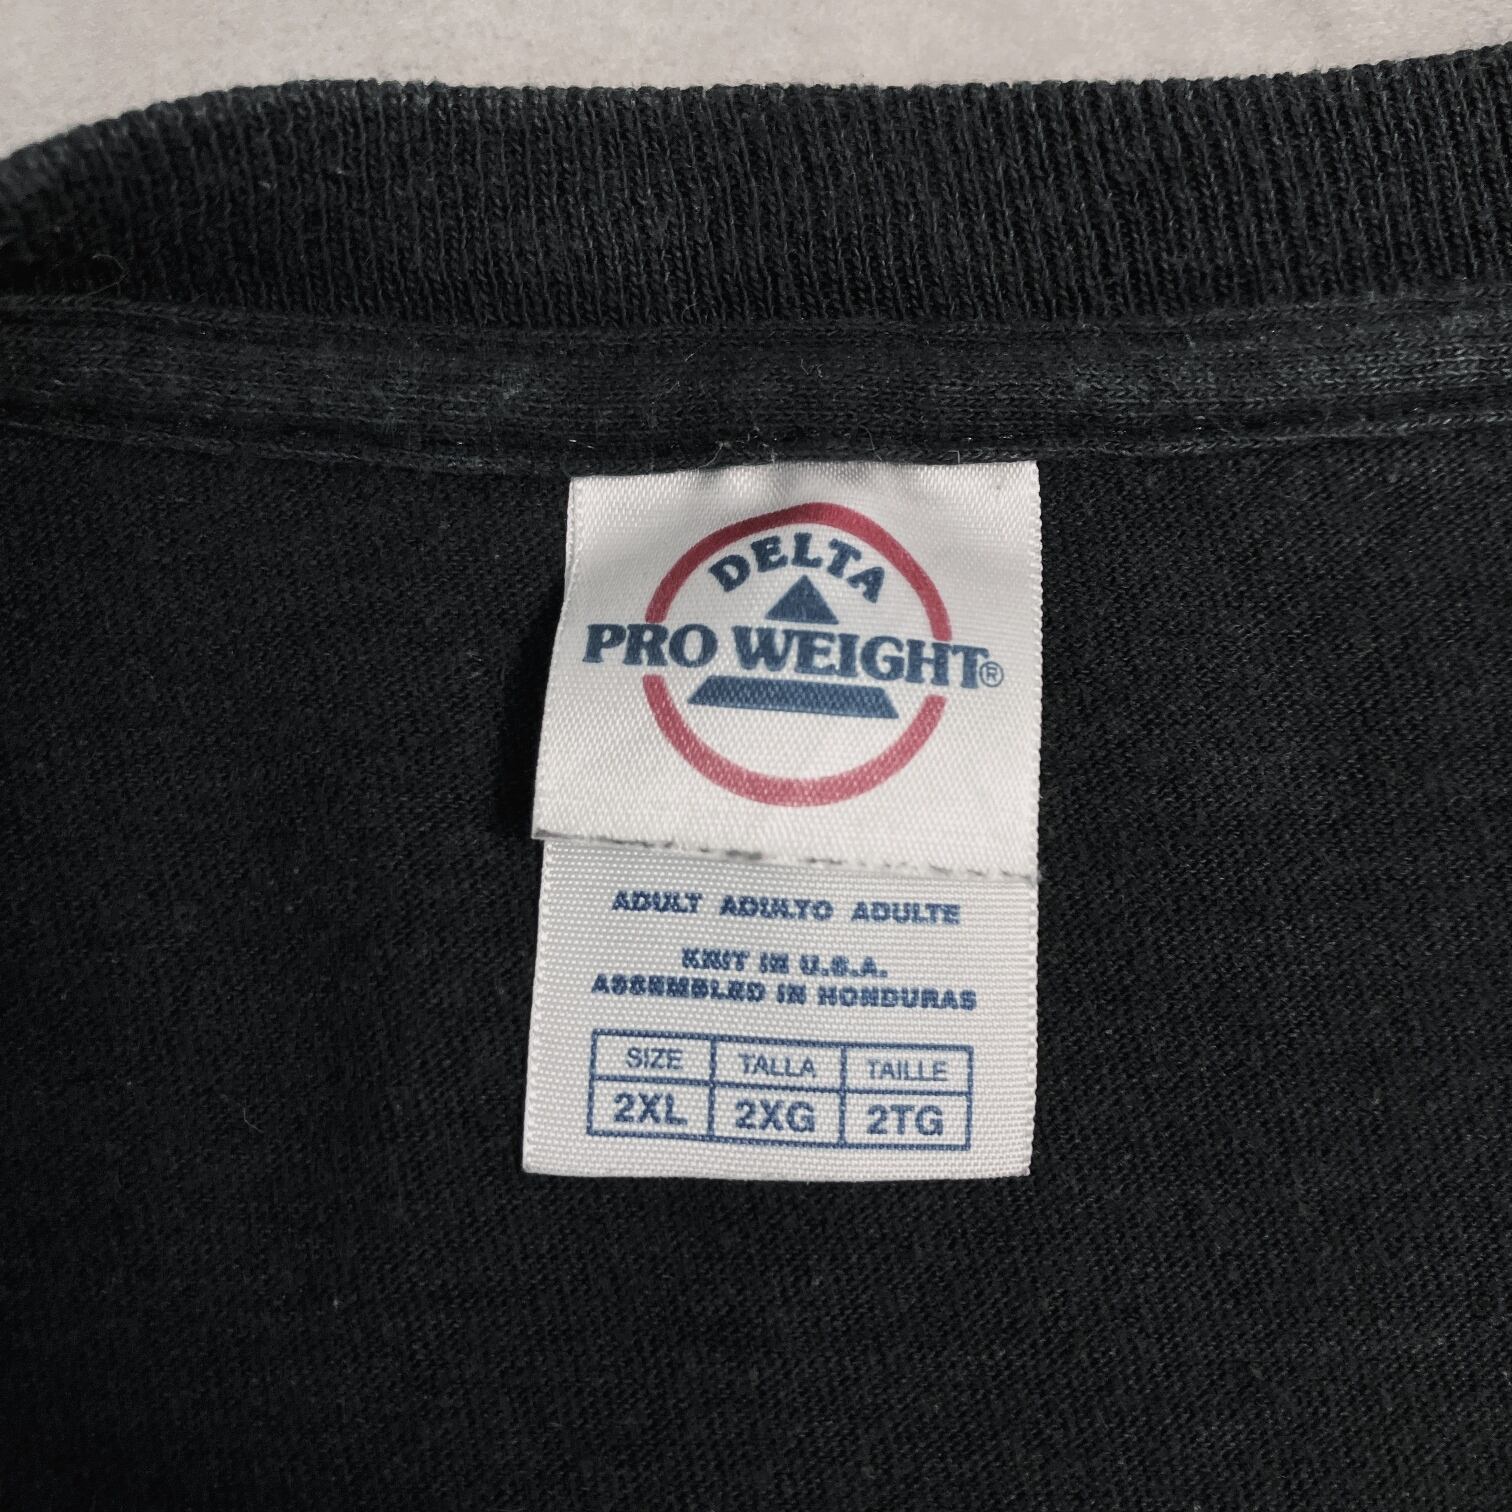 DELTA
PRO WEIGHT®
ADULT ADULTO ADULTE
KNIT IN U.S.A.
ASSEMBLED IN HONDURAS
SIZE TALLA TAILLE
2XL 2XG 2TG